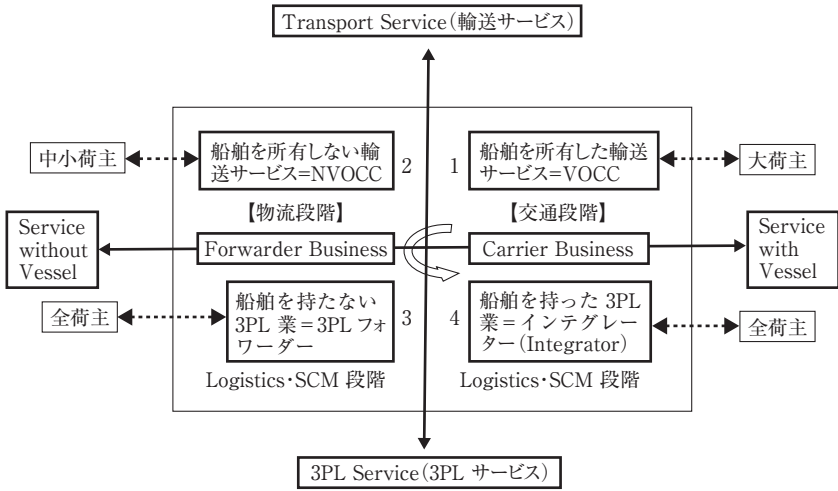 Transport Service(輸送サービス)
中小荷主
船舶を所有しない輸
送サービス=NVOCC
2
1
船舶を所有した輸送
サービス=VOCC
大荷主
【物流段階】
【交通段階】
Service
without
Vessel
Forwarder Business
Carrier Business
Service
with
Vessel
全荷主
船舶を持たない
3PL 業=3PL フォ
ワーダー
3
4
船舶を持った 3PL
業=インテグレー
ター(Integrator)
全荷主
Logistics・SCM 段階
Logistics・SCM 段階
3PL Service(3PL サービス)